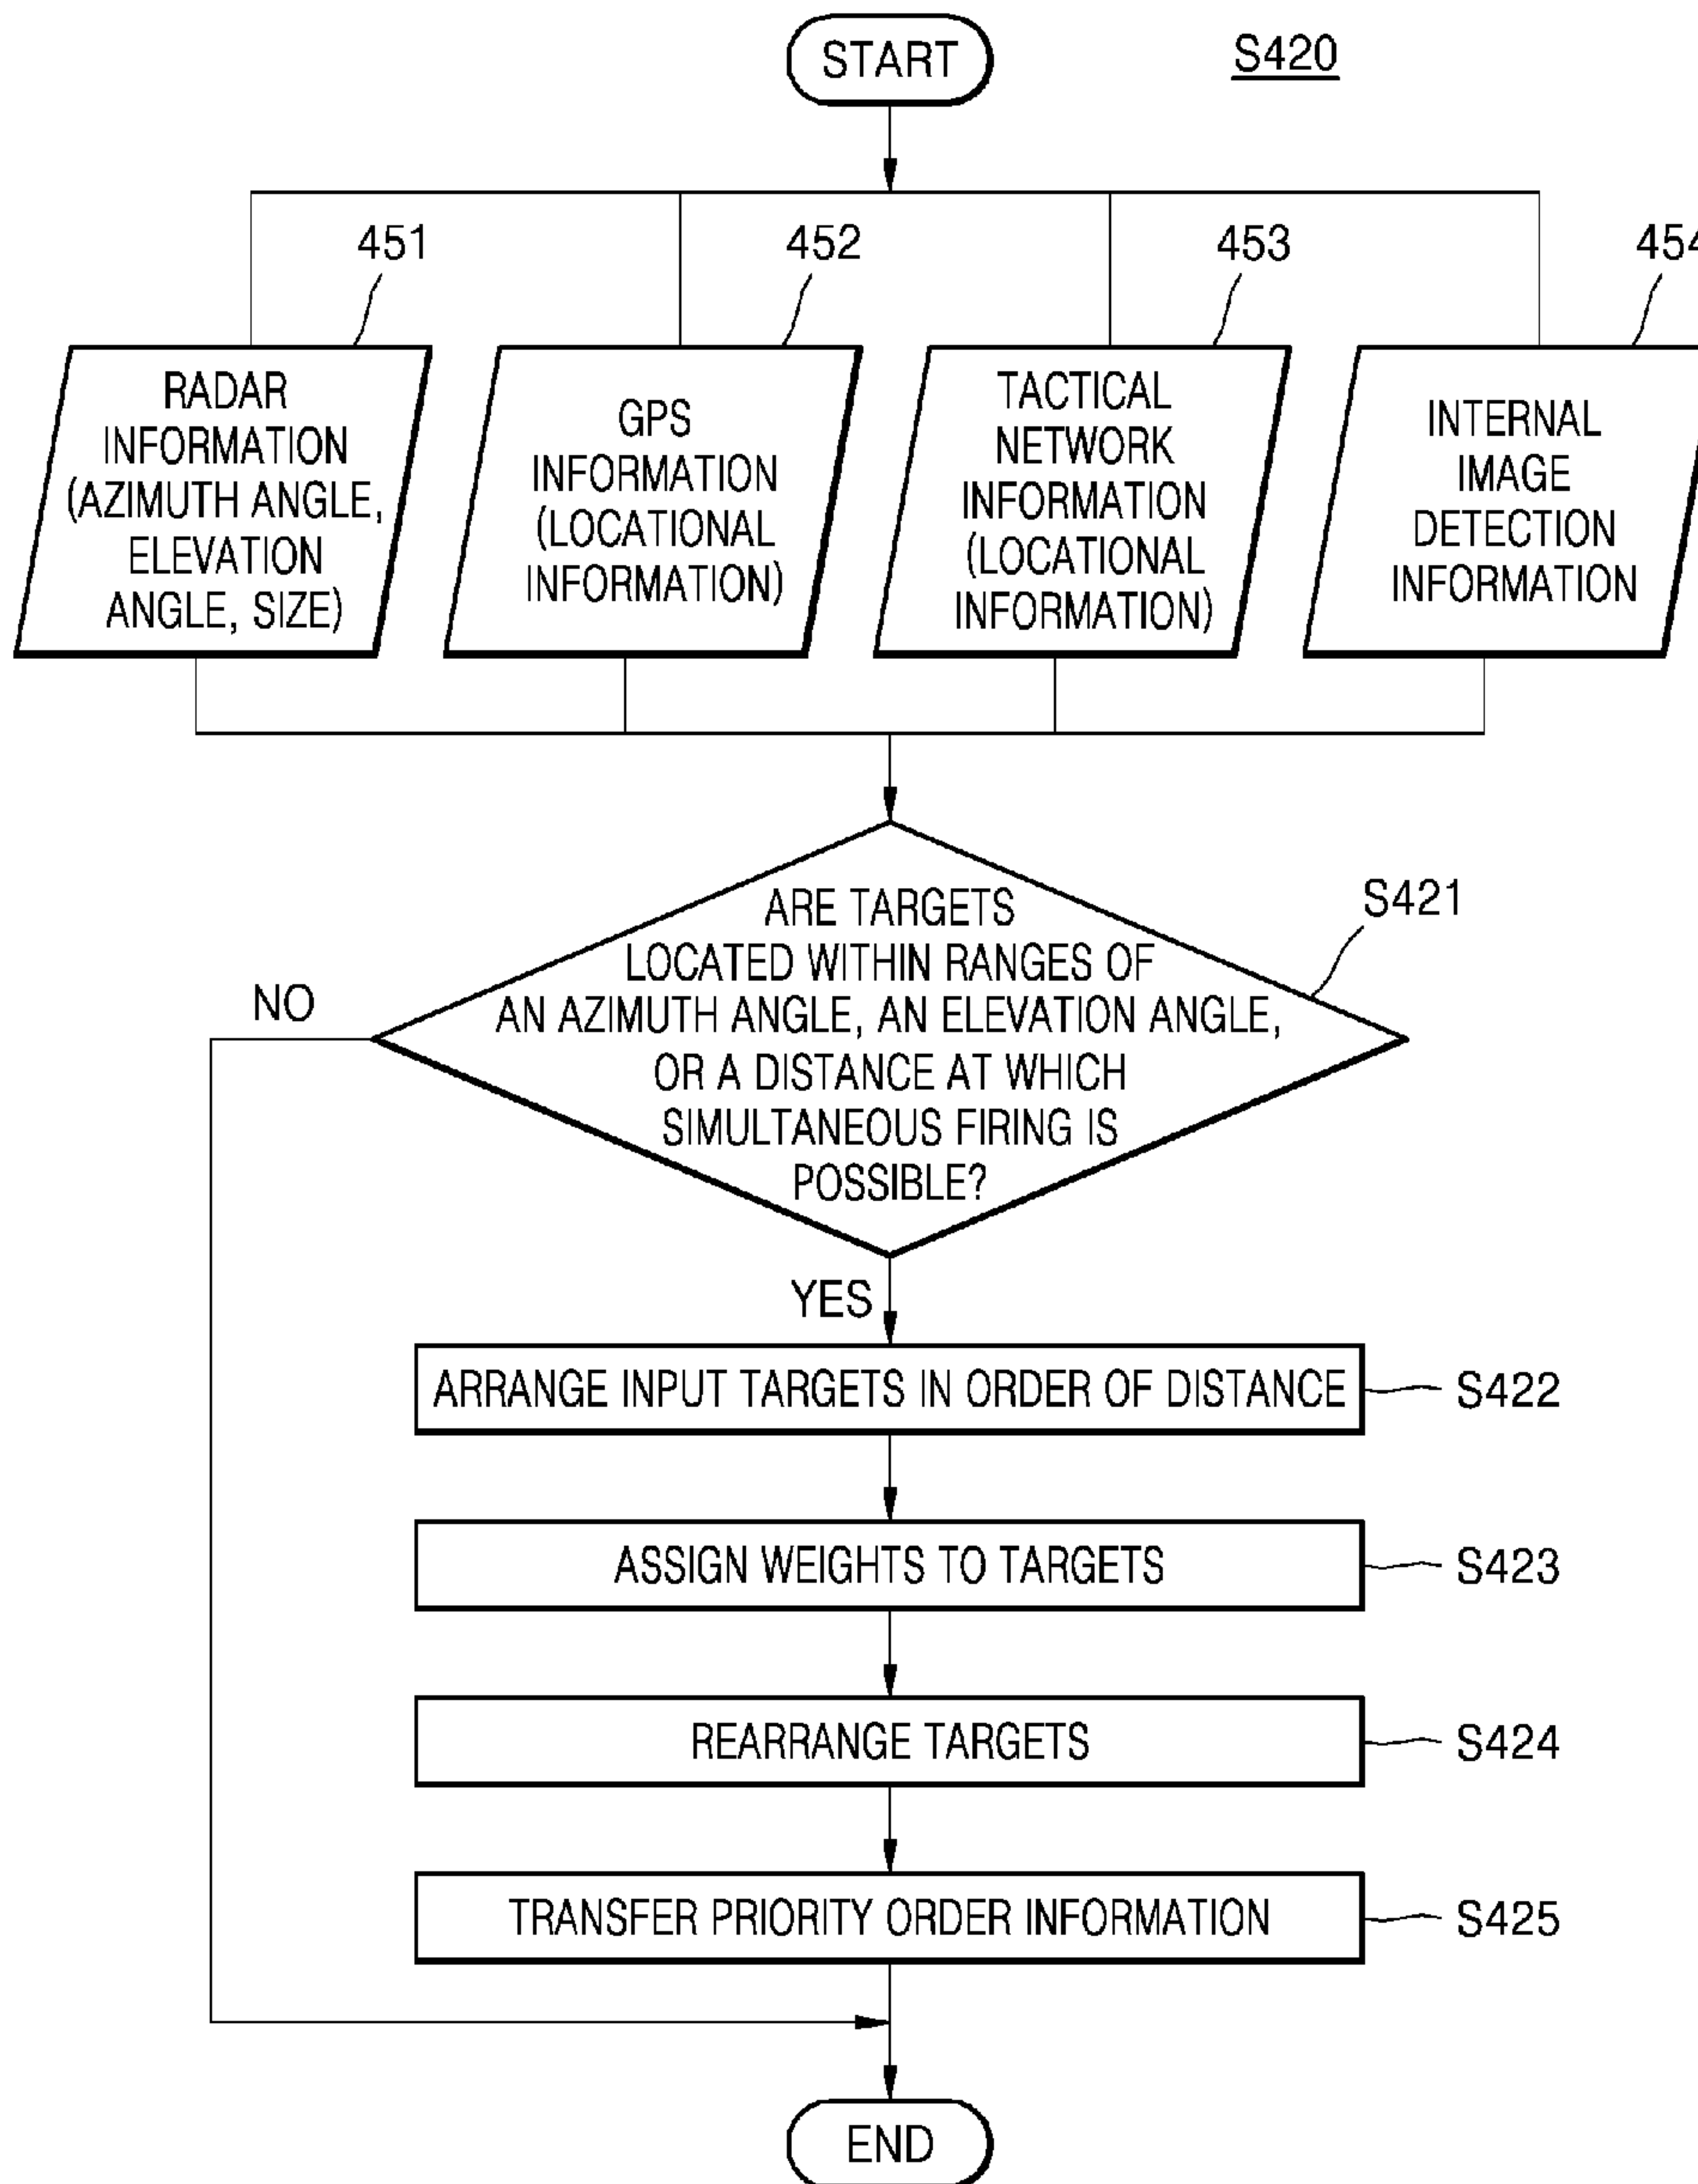 START
S420
451
452
453
454
RADAR
INFORMATION
(AZIMUTH ANGLE,
ELEVATION
ANGLE, SIZE)
GPS
INFORMATION
(LOCATIONAL
INFORMATION)
TACTICAL
NETWORK
INFORMATION
(LOCATIONAL
INFORMATION)
INTERNAL
IMAGE
DETECTION
INFORMATION
S421
ARE TARGETS
LOCATED WITHIN RANGES OF
AN AZIMUTH ANGLE, AN ELEVATION ANGLE,
OR A DISTANCE AT WHICH
SIMULTANEOUS FIRING IS
POSSIBLE?
NO
YES
ARRANGE INPUT TARGETS IN ORDER OF DISTANCE
S422
ASSIGN WEIGHTS TO TARGETS
S423
REARRANGE TARGETS
S424
TRANSFER PRIORITY ORDER INFORMATION
S425
END